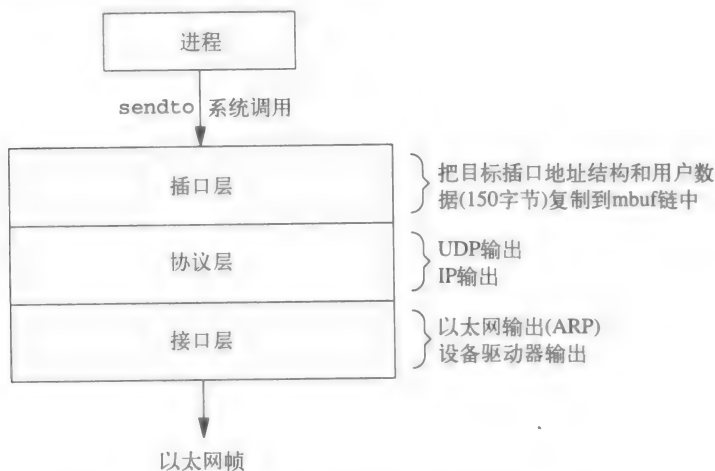 进程
sendto 系统调用
插口层
把目标插口地址结构和用户数
据(150字节)复制到mbuf链中
协议层
UDP输出
IP输出
接口层
以太网输出(ARP)
设备驱动器输出
以太网帧